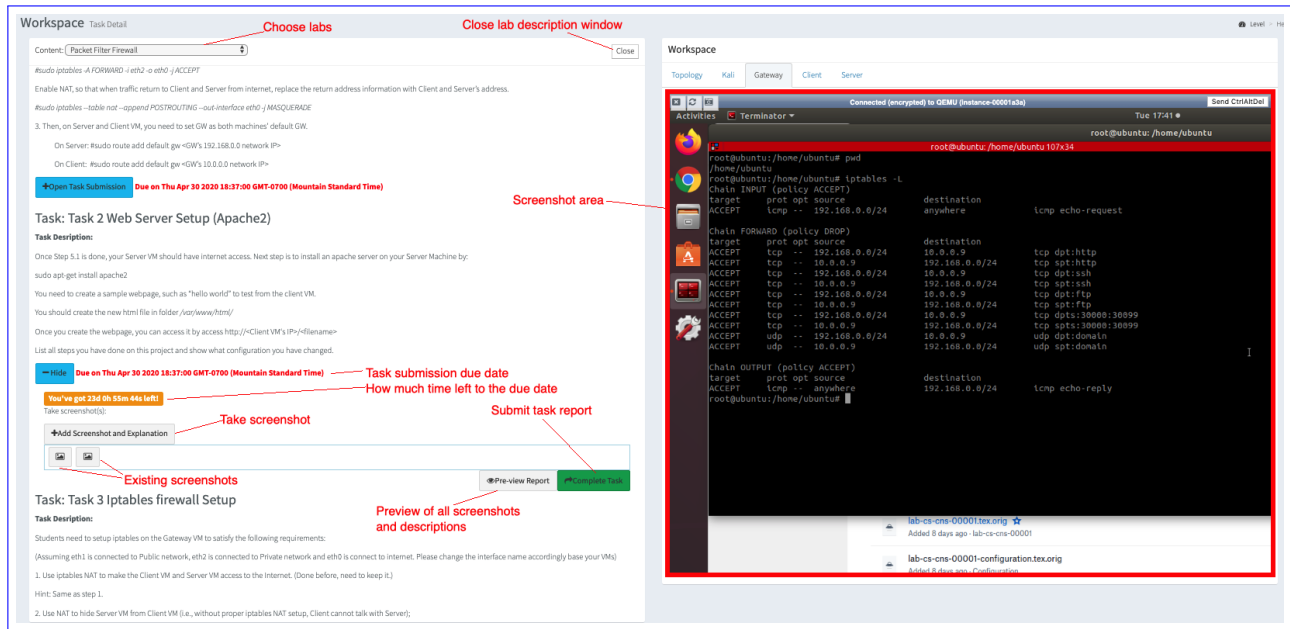 Workspace Task Detail
Choose labs
Close lab description window
Level
He
Content: Packet Filter Firewall
Close
#sudo iptables -A FORWARD -i eth2 -o eth0 -j ACCEPT
Enable NAT, so that when traffic return to Client and Server from internet, replace the return address information with Client and Server's address.
#sudo iptables --table nat --append POSTROUTING --out-interface eth0 -j MASQUERADE
3. Then, on Server and Client VM, you need to set GW as both machines' default GW.
On Server: #sudo route add default gw <GW's 192.168.0.0 network IP>
On Client: #sudo route add default gw <GW's 10.0.0.0 network IP>
+Open Task Submission Due on Thu Apr 30 2020 18:37:00 GMT-0700 (Mountain Standard Time)
Screenshot area
Task: Task 2 Web Server Setup (Apache2)
Task Desription:
Once Step 5.1 is done, your Server VM should have internet access. Next step is to install an apache server on your Server Machine by:
sudo apt-get install apache2
You need to create a sample webpage, such as "hello world" to test from the client VM.
You should create the new html file in folder /var/www/html/
Once you create the webpage, you can access it by access http://<Client VM's IP>/<filename>
List all steps you have done on this project and show what configuration you have changed.
Hide Due on Thu Apr 30 2020 18:37:00 GMT-0700 (Mountain Standard Time)
Task submission due date
How much time left to the due date
You've got 23d 0h 55m 44s left!
Take screenshot(s):
Take screenshot
Submit task report
+Add Screenshot and Explanation
Existing screenshots
Pre-view Report
Complete Task
Preview of all screenshots
and descriptions
Task: Task 3 Iptables firewall Setup
Task Desription:
Students need to setup iptables on the Gateway VM to satisfy the following requirements:
(Assuming eth1 is connected to Public network, eth2 is connected to Private network and eth0 is connect to internet. Please change the interface name accordingly base your VMs)
1. Use iptables NAT to make the Client VM and Server VM access to the Internet. (Done before, need to keep it.)
Hint: Same as step 1.
2. Use NAT to hide Server VM from Client VM (i.e., without proper iptables NAT setup, Client cannot talk with Server);
Workspace
Topology Kali Gateway Client Server
Connected (encrypted) to QEMU (Instance-00001a3a)
Send CtrlAltDel
Activities Terminator Tue 17:41
root@ubuntu: /home/ubuntu
root@ubuntu: /home/ubuntu 107x34
root@ubuntu:/home/ubuntu# pwd
/home/ubuntu
root@ubuntu:/home/ubuntu# iptables -L
Chain INPUT (policy ACCEPT)
target prot opt source destination
ACCEPT icmp -- 192.168.0.0/24 anywhere icmp echo-request
Chain FORWARD (policy DROP)
target prot opt source destination
ACCEPT tcp -- 192.168.0.0/24 10.0.0.9 tcp dpt:http
ACCEPT tcp -- 10.0.0.9 192.168.0.0/24 tcp spt:http
ACCEPT tcp -- 192.168.0.0/24 10.0.0.9 tcp dpt:ssh
ACCEPT tcp -- 10.0.0.9 192.168.0.0/24 tcp spt:ssh
ACCEPT tcp -- 192.168.0.0/24 10.0.0.9 tcp dpt:ftp
ACCEPT tcp -- 10.0.0.9 192.168.0.0/24 tcp spt:ftp
ACCEPT tcp -- 192.168.0.0/24 10.0.0.9 tcp dpts:30000:30099
ACCEPT tcp -- 10.0.0.9 192.168.0.0/24 tcp spts:30000:30099
ACCEPT udp -- 192.168.0.0/24 10.0.0.9 udp dpt:domain
ACCEPT udp -- 10.0.0.9 192.168.0.0/24 udp spt:domain
Chain OUTPUT (policy ACCEPT)
target prot opt source destination
ACCEPT icmp -- anywhere 192.168.0.0/24 icmp echo-reply
root@ubuntu:/home/ubuntu#
lab-cs-cns-00001.tex.orig
Added 8 days ago - lab-cs-cns-00001
lab-cs-cns-00001-configuration.tex.orig
Added 8 days ago - Configuration